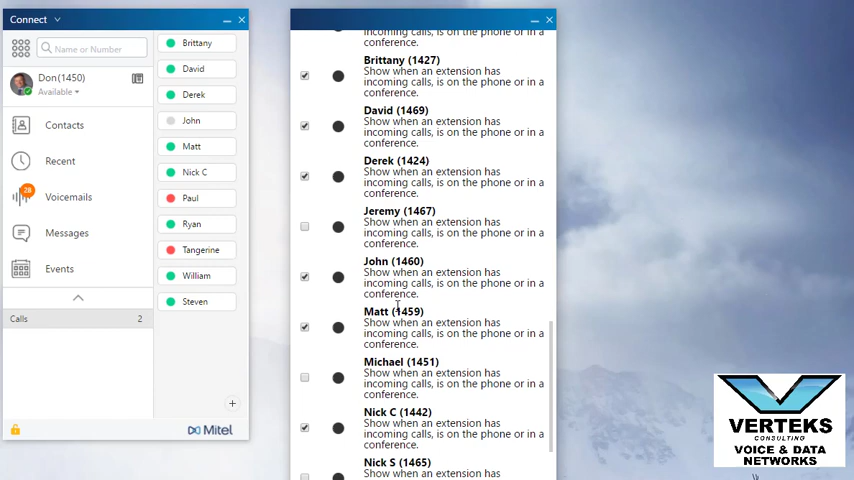 Connect
Name or Number
Don(1450)
Available
Contacts
Recent
28
Voicemails
Messages
Events
Calls 2
Mitel
Brittany
David
Derek
John
Matt
Nick C
Paul
Ryan
Tangerine
William
Steven
+
incoming calls, is on the phone or in a
conference.
Brittany (1427)
Show when an extension has
incoming calls, is on the phone or in a
conference.
David (1469)
Show when an extension has
incoming calls, is on the phone or in a
conference.
Derek (1424)
Show when an extension has
incoming calls, is on the phone or in a
conference.
Jeremy (1467)
Show when an extension has
incoming calls, is on the phone or in a
conference.
John (1460)
Show when an extension has
incoming calls, is on the phone or in a
conference.
Matt (1459)
Show when an extension has
incoming calls, is on the phone or in a
conference.
Michael (1451)
Show when an extension has
incoming calls, is on the phone or in a
conference.
Nick C (1442)
Show when an extension has
incoming calls, is on the phone or in a
conference.
Nick S (1465)
Show when an extension has
VERTEKS
CONSULTING
VOICE & DATA
NETWORKS